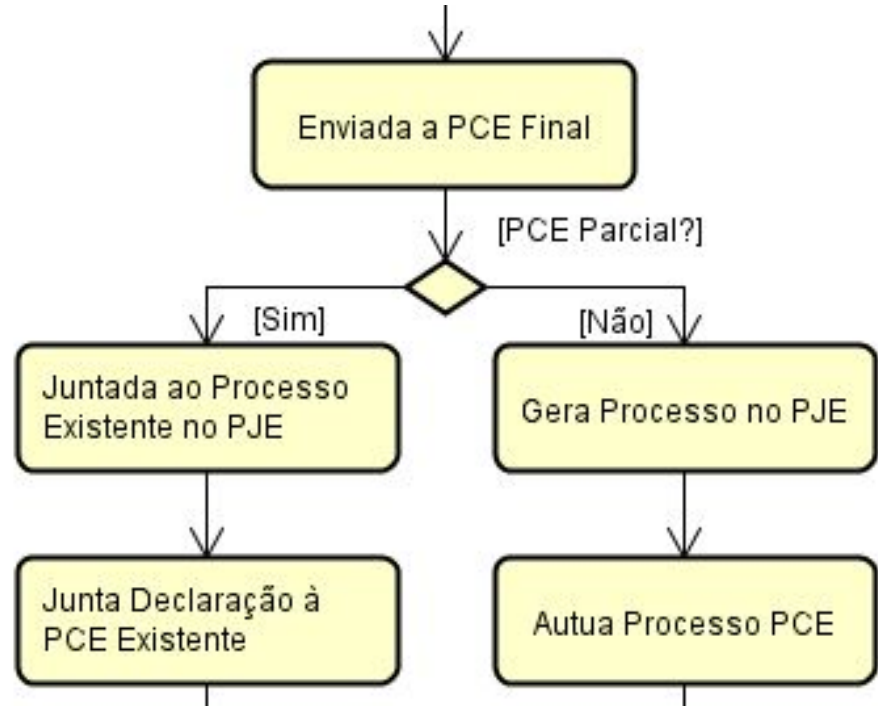 Enviada a PCE Final
[PCE Parcial?]
[Sim]
[Não]
Juntada ao Processo
Existente no PJE
Gera Processo no PJE
Junta Declaração à
PCE Existente
Autua Processo PCE